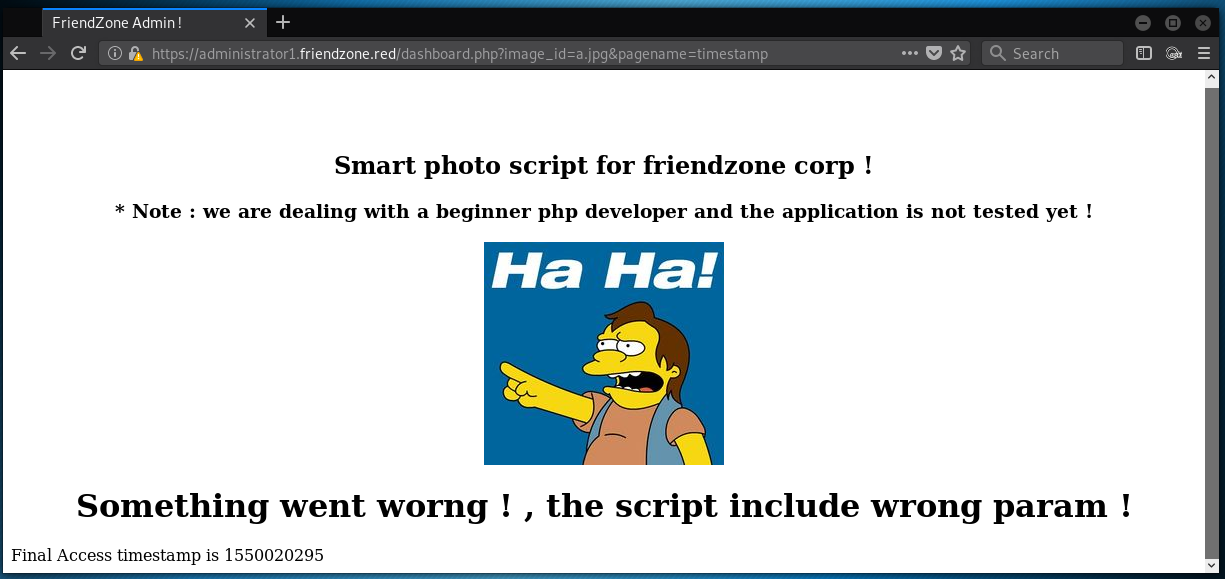 FriendZone Admin !
https://administrator1.friendzone.red/dashboard.php?image_id=a.jpg&pagename=timestamp
Search
Smart photo script for friendzone corp !
* Note : we are dealing with a beginner php developer and the application is not tested yet !
Ha Ha!
Something went worng ! , the script include wrong param !
Final Access timestamp is 1550020295